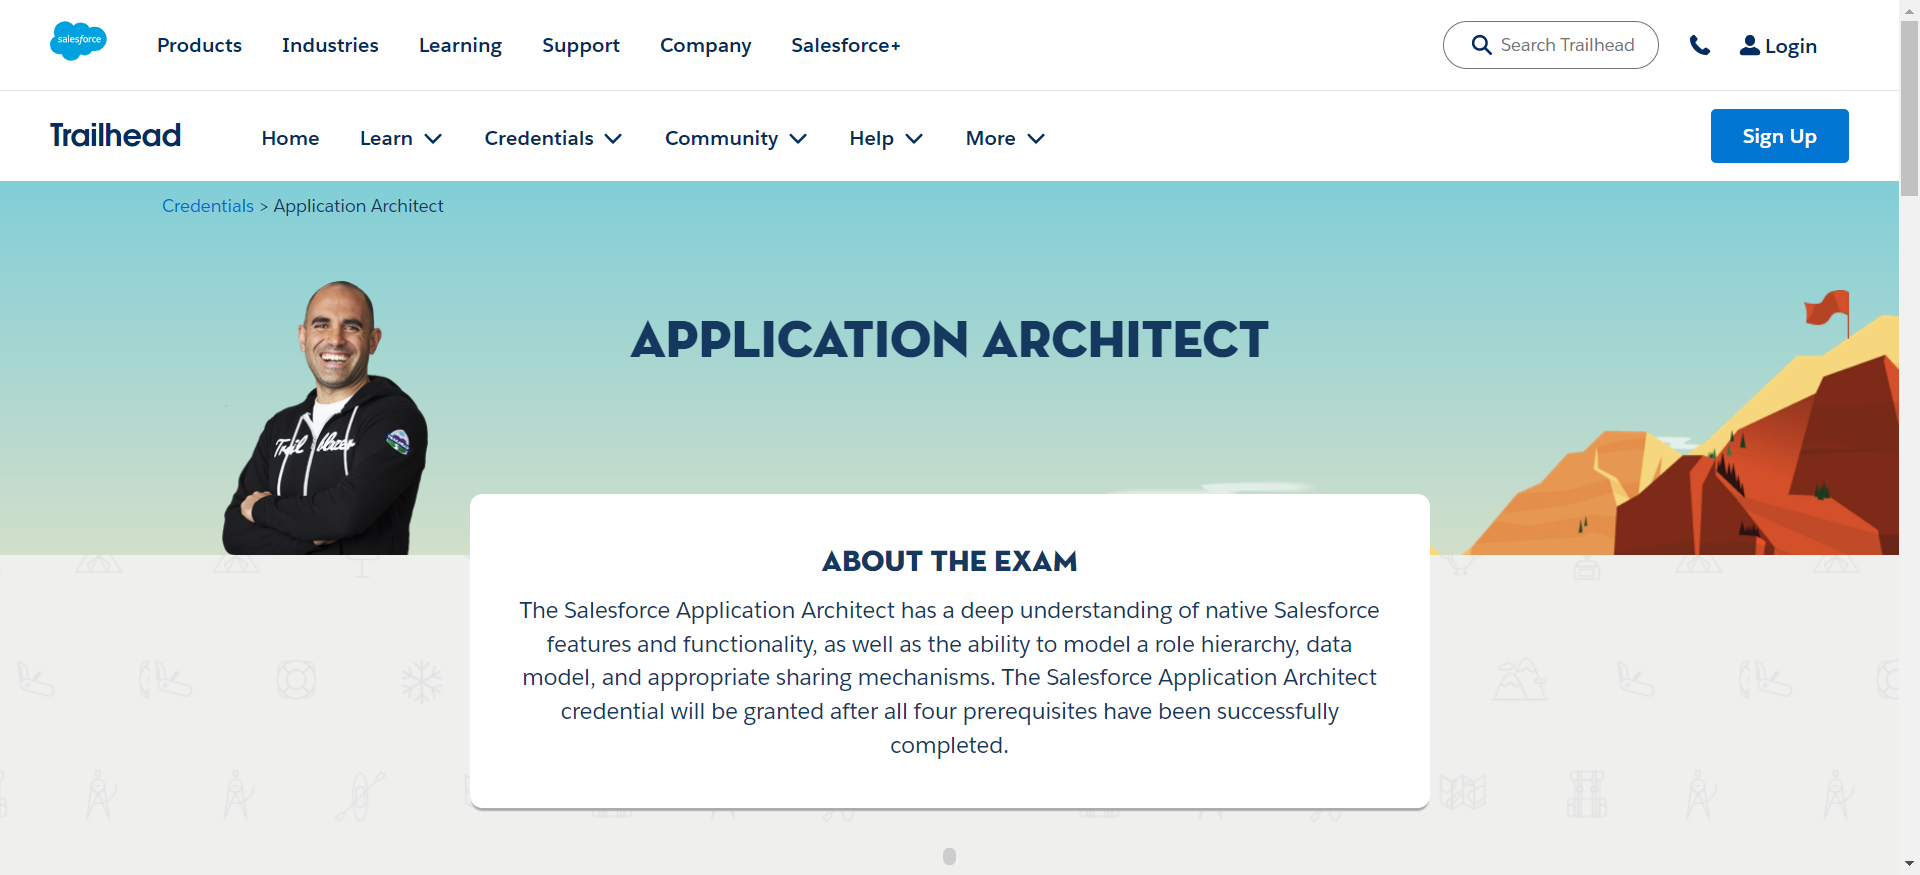 salesforce
Products Industries Learning Support Company Salesforce+
Search Trailhead
Login
Trailhead
Home Learn Credentials Community Help More
Sign Up
Credentials > Application Architect
APPLICATION ARCHITECT
ABOUT THE EXAM
The Salesforce Application Architect has a deep understanding of native Salesforce
features and functionality, as well as the ability to model a role hierarchy, data
model, and appropriate sharing mechanisms. The Salesforce Application Architect
credential will be granted after all four prerequisites have been successfully
completed.